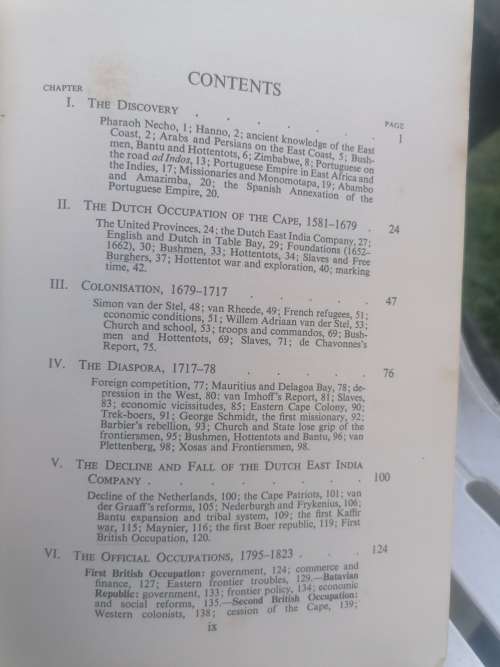 CONTENTS
CHAPTER
PAGE
I. The Discovery . . . . . . 1
Pharaoh Necho, 1; Hanno, 2; ancient knowledge of the East
Coast, 2; Arabs and Persians on the East Coast, 5; Bush-
men, Bantu and Hottentots, 6; Zimbabwe, 8; Portuguese on
the road ad Indos, 13; Portuguese Empire in East Africa and
the Indies, 17; Missionaries and Monomotapa, 19; Abambo
and Amazimba, 20; the Spanish Annexation of the
Portuguese Empire, 20.
II. The Dutch Occupation of the Cape, 1581–1679 . 24
The United Provinces, 24; the Dutch East India Company, 27;
English and Dutch in Table Bay, 29; Foundations (1652–
1662), 30; Bushmen, 33; Hottentots, 34; Slaves and Free
Burghers, 37; Hottentot war and exploration, 40; marking
time, 42.
III. Colonisation, 1679–1717 . . . . . 47
Simon van der Stel, 48; van Rheede, 49; French refugees, 51;
economic conditions, 51; Willem Adriaan van der Stel, 53;
Church and school, 53; troops and commandos, 69; Bush-
men and Hottentots, 69; Slaves, 71; de Chavonnes's
Report, 75.
IV. The Diaspora, 1717–78 . . . . . 76
Foreign competition, 77; Mauritius and Delagoa Bay, 78; de-
pression in the West, 80: van Imhoff's Report, 81; Slaves,
83; economic vicissitudes, 85; Eastern Cape Colony, 90;
Trek-boers, 91; George Schmidt, the first missionary, 92;
Barbier's rebellion, 93; Church and State lose grip of the
frontiersmen, 95; Bushmen, Hottentots and Bantu, 96; van
Plettenberg, 98; Xosas and Frontiersmen, 98.
V. The Decline and Fall of the Dutch East India
Company . . . . . . . 100
Decline of the Netherlands, 100; the Cape Patriots, 101; van
der Graaff's reforms, 105; Nederburgh and Frykenius, 106;
Bantu expansion and tribal system, 109; the first Kaffir
war, 115; Maynier, 116; the first Boer republic, 119; First
British Occupation, 120.
VI. The Official Occupations, 1795–1823 . . . 124
First British Occupation: government, 124; commerce and
finance, 127; Eastern frontier troubles, 129.—Batavian
Republic: government, 133; frontier policy, 134; economic
and social reforms, 135.—Second British Occupation:
Western colonists, 138; cession of the Cape, 139;
ix